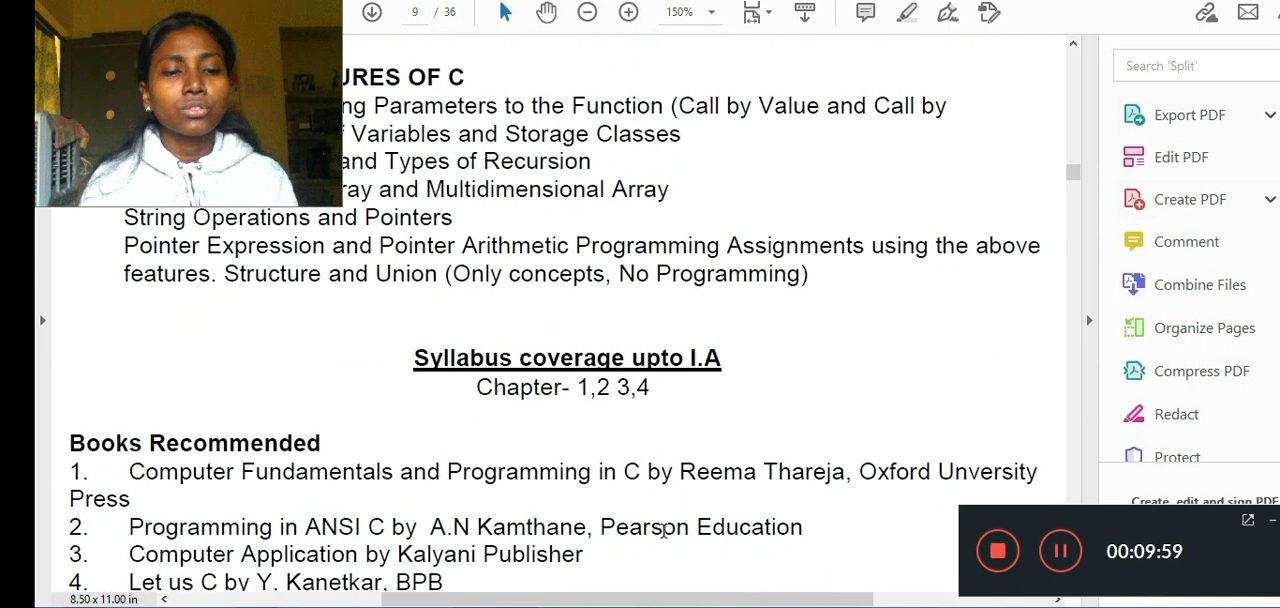 9 / 36
150%
URES OF C
ng Parameters to the Function (Call by Value and Call by
Variables and Storage Classes
and Types of Recursion
ray and Multidimensional Array
String Operations and Pointers
Pointer Expression and Pointer Arithmetic Programming Assignments using the above
features. Structure and Union (Only concepts, No Programming)
Syllabus coverage upto I.A
Chapter- 1,2 3,4
Books Recommended
1. Computer Fundamentals and Programming in C by Reema Thareja, Oxford Unversity
Press
2. Programming in ANSI C by A.N Kamthane, Pearson Education
3. Computer Application by Kalyani Publisher
4. Let us C by Y. Kanetkar, BPB
8.50 x 11.00 in
Search 'Split'
Export PDF
Edit PDF
Create PDF
Comment
Combine Files
Organize Pages
Compress PDF
Redact
Protect
Create, edit and sign PDF
00:09:59